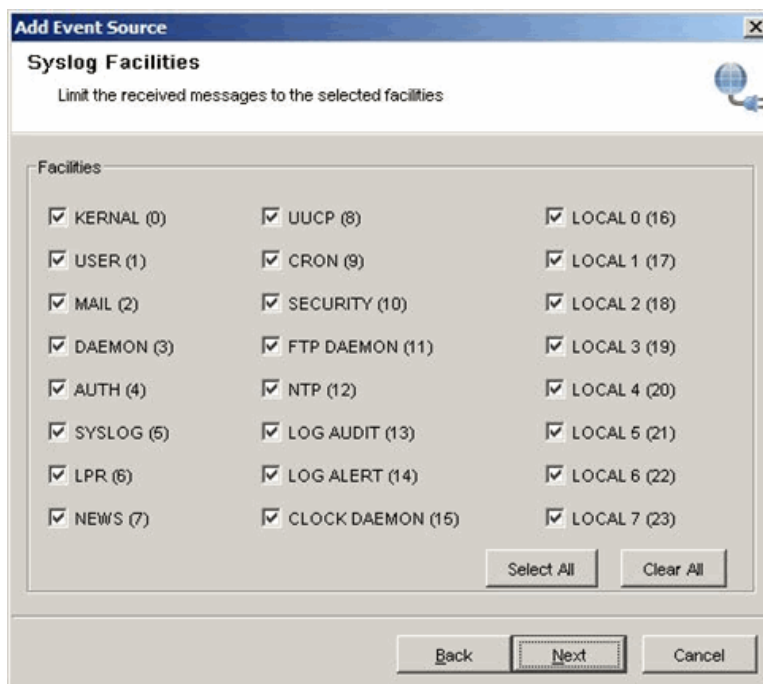 Add Event Source
Syslog Facilities
Limit the received messages to the selected facilities
Facilities
KERNAL (0)
USER (1)
MAIL (2)
DAEMON (3)
AUTH (4)
SYSLOG (5)
LPR (6)
NEWS (7)
UUCP (8)
CRON (9)
SECURITY (10)
FTP DAEMON (11)
NTP (12)
LOG AUDIT (13)
LOG ALERT (14)
CLOCK DAEMON (15)
LOCAL 0 (16)
LOCAL 1 (17)
LOCAL 2 (18)
LOCAL 3 (19)
LOCAL 4 (20)
LOCAL 5 (21)
LOCAL 6 (22)
LOCAL 7 (23)
Select All
Clear All
Back
Next
Cancel